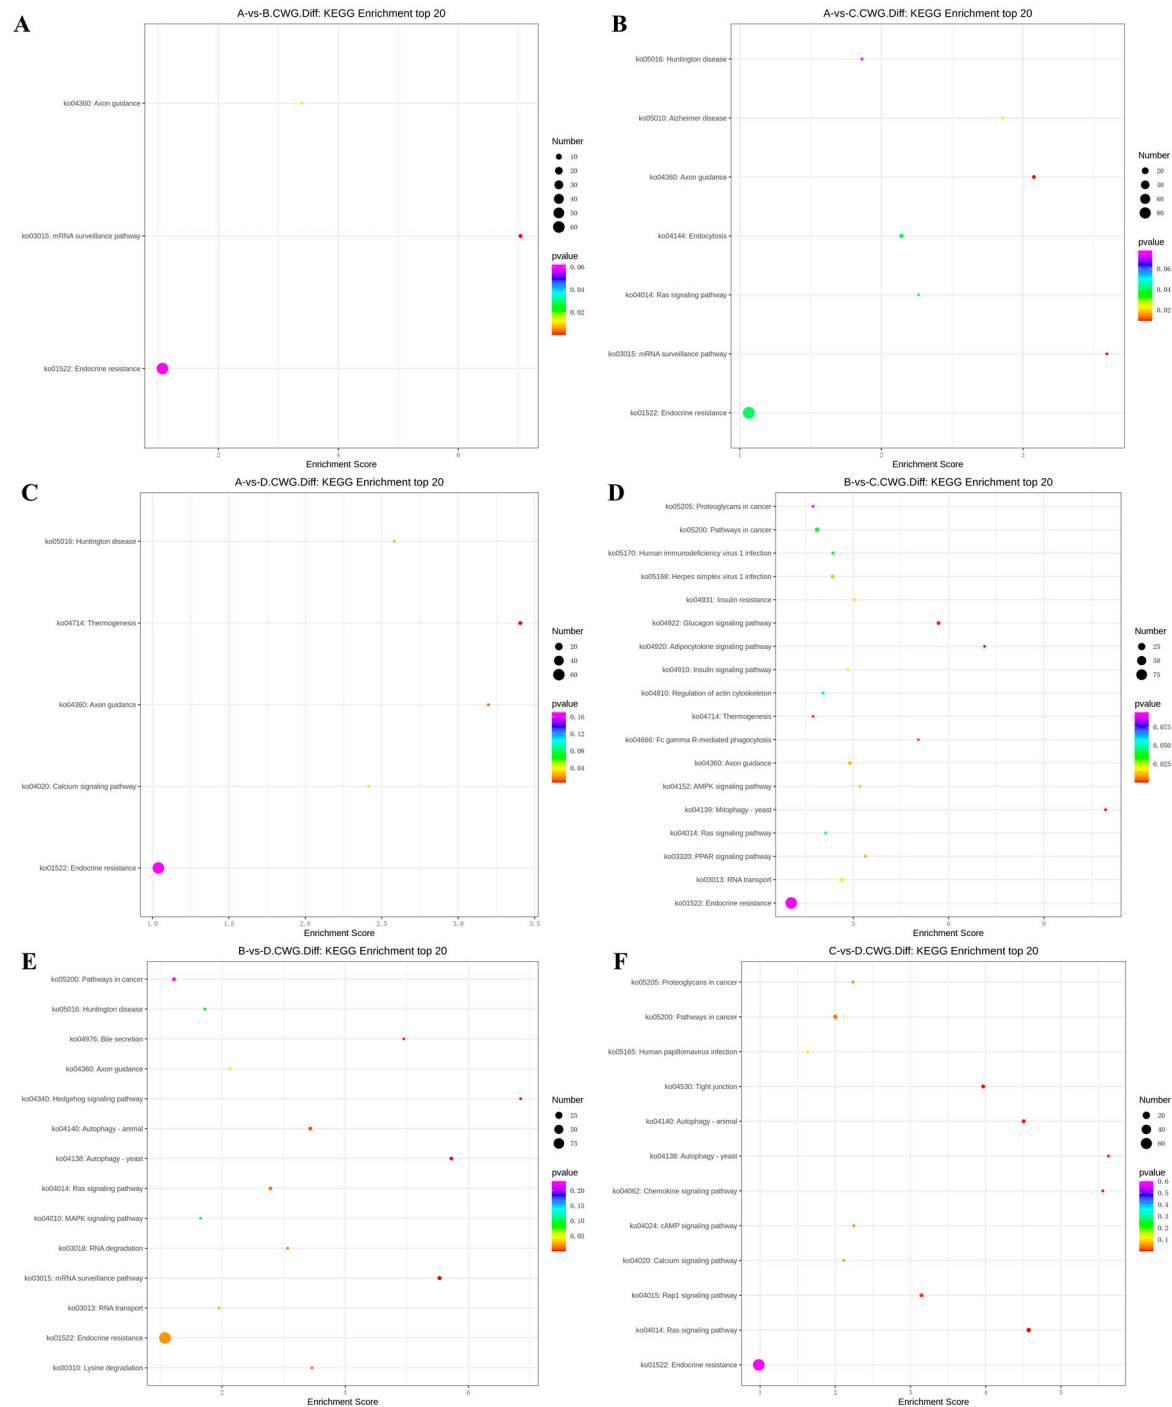 A
A-vs-B.CWG.Diff: KEGG Enrichment top 20
ko04360: Axon guidance
ko03015: mRNA surveillance pathway
ko01522: Endocrine resistance
2 4 6
Enrichment Score
Number
10
20
30
40
50
60
pvalue
0.06
0.04
0.02
B
A-vs-C.CWG.Diff: KEGG Enrichment top 20
ko05016: Huntington disease
ko05010: Alzheimer disease
ko04360: Axon guidance
ko04144: Endocytosis
ko04014: Ras signaling pathway
ko03015: mRNA surveillance pathway
ko01522: Endocrine resistance
1 2 3
Enrichment Score
Number
20
40
60
80
pvalue
0.06
0.04
0.02
C
A-vs-D.CWG.Diff: KEGG Enrichment top 20
ko05016: Huntington disease
ko04714: Thermogenesis
ko04360: Axon guidance
ko04020: Calcium signaling pathway
ko01522: Endocrine resistance
1.0 1.5 2.0 2.5 3.0 3.5
Enrichment Score
Number
20
40
60
pvalue
0.16
0.12
0.08
0.04
D
B-vs-C.CWG.Diff: KEGG Enrichment top 20
ko05205: Proteoglycans in cancer
ko05200: Pathways in cancer
ko05170: Human immunodeficiency virus 1 infection
ko05168: Herpes simplex virus 1 infection
ko04931: Insulin resistance
ko04922: Glucagon signaling pathway
ko04920: Adipocytokine signaling pathway
ko04910: Insulin signaling pathway
ko04810: Regulation of actin cytoskeleton
ko04714: Thermogenesis
ko04666: Fc gamma R-mediated phagocytosis
ko04360: Axon guidance
ko04152: AMPK signaling pathway
ko04139: Mitophagy - yeast
ko04014: Ras signaling pathway
ko03320: PPAR signaling pathway
ko03013: RNA transport
ko01522: Endocrine resistance
3 6 9
Enrichment Score
Number
25
50
75
pvalue
0.075
0.050
0.025
E
B-vs-D.CWG.Diff: KEGG Enrichment top 20
ko05200: Pathways in cancer
ko05016: Huntington disease
ko04976: Bile secretion
ko04360: Axon guidance
ko04340: Hedgehog signaling pathway
ko04140: Autophagy - animal
ko04138: Autophagy - yeast
ko04014: Ras signaling pathway
ko04010: MAPK signaling pathway
ko03018: RNA degradation
ko03015: mRNA surveillance pathway
ko03013: RNA transport
ko01522: Endocrine resistance
ko00310: Lysine degradation
2 4 6
Enrichment Score
Number
25
50
75
pvalue
0.20
0.15
0.10
0.05
F
C-vs-D.CWG.Diff: KEGG Enrichment top 20
ko05205: Proteoglycans in cancer
ko05200: Pathways in cancer
ko05165: Human papillomavirus infection
ko04530: Tight junction
ko04140: Autophagy - animal
ko04138: Autophagy - yeast
ko04062: Chemokine signaling pathway
ko04024: cAMP signaling pathway
ko04020: Calcium signaling pathway
ko04015: Rap1 signaling pathway
ko04014: Ras signaling pathway
ko01522: Endocrine resistance
1 2 3 4 5
Enrichment Score
Number
20
40
60
pvalue
0.6
0.5
0.4
0.3
0.2
0.1